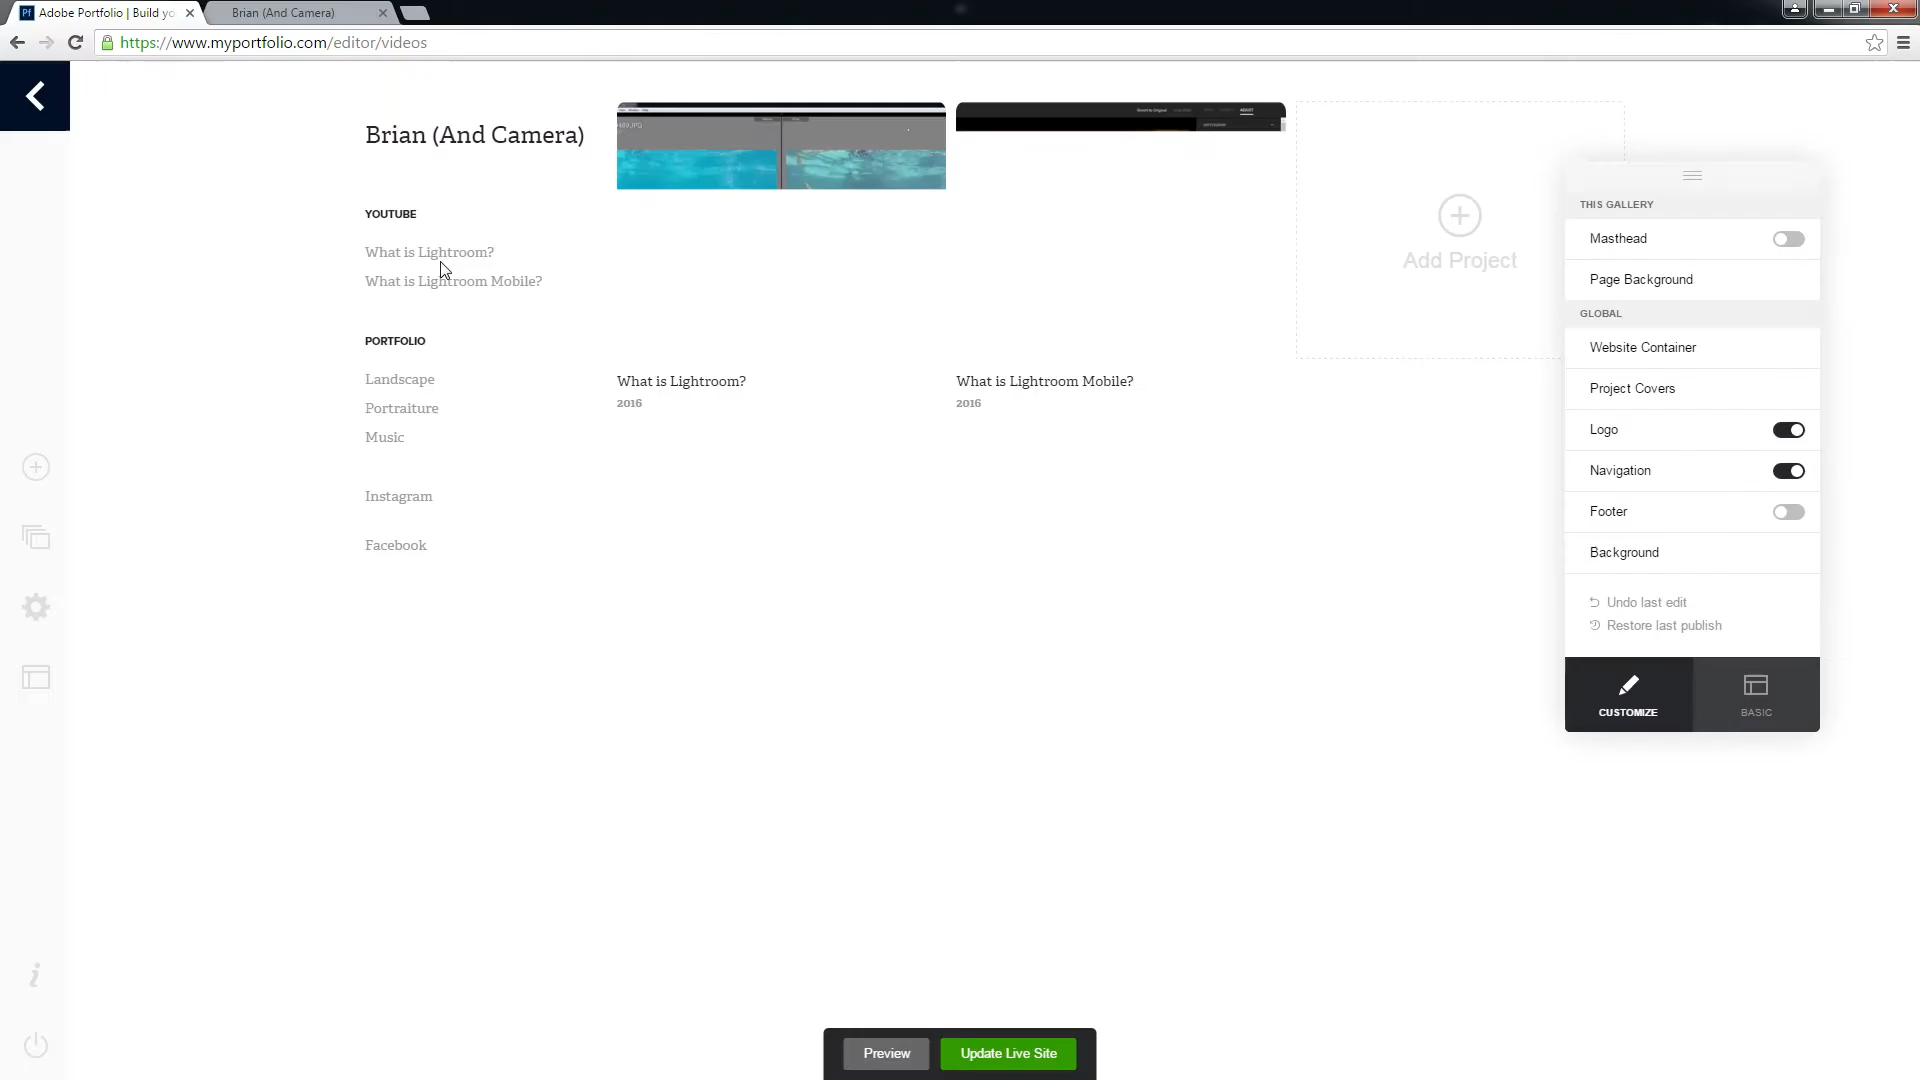 Adobe Portfolio | Build yo
Brian (And Camera)
https://www.myportfolio.com/editor/videos
Brian (And Camera)
YOUTUBE
What is Lightroom?
What is Lightroom Mobile?
PORTFOLIO
Landscape
Portraiture
Music
Instagram
Facebook
What is Lightroom?
2016
What is Lightroom Mobile?
2016
Add Project
THIS GALLERY
Masthead
Page Background
GLOBAL
Website Container
Project Covers
Logo
Navigation
Footer
Background
Undo last edit
Restore last publish
CUSTOMIZE
BASIC
Preview
Update Live Site